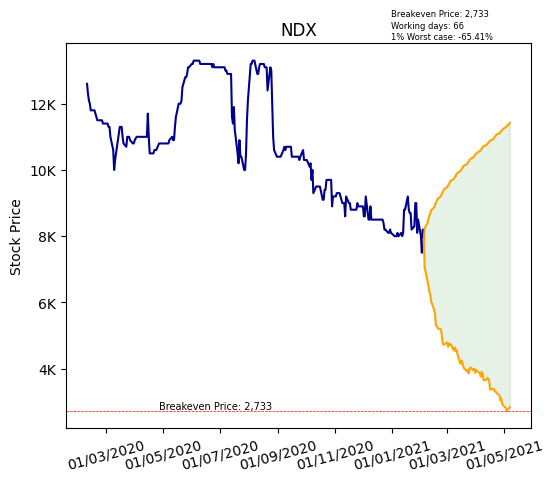 Breakeven Price: 2,733
Working days: 66
1% Worst case: -65.41%
NDX
Stock Price
12K
10K
8K
6K
4K
Breakeven Price: 2,733
01/03/2020 01/05/2020 01/07/2020 01/09/2020 01/11/2020 01/01/2021 01/03/2021 01/05/2021